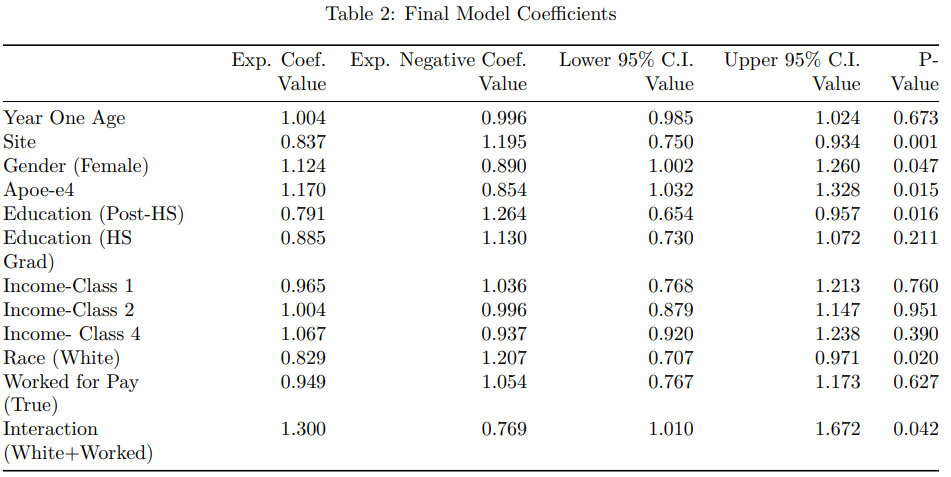 Table 2: Final Model Coefficients
Exp. Coef. Exp. Negative Coef. Lower 95% C.I. Upper 95% C.I. P-
Value Value Value Value Value
Year One Age 1.004 0.996 0.985 1.024 0.673
Site 0.837 1.195 0.750 0.934 0.001
Gender (Female) 1.124 0.890 1.002 1.260 0.047
Apoe-e4 1.170 0.854 1.032 1.328 0.015
Education (Post-HS) 0.791 1.264 0.654 0.957 0.016
Education (HS 0.885 1.130 0.730 1.072 0.211
Grad)
Income-Class 1 0.965 1.036 0.768 1.213 0.760
Income-Class 2 1.004 0.996 0.879 1.147 0.951
Income- Class 4 1.067 0.937 0.920 1.238 0.390
Race (White) 0.829 1.207 0.707 0.971 0.020
Worked for Pay 0.949 1.054 0.767 1.173 0.627
(True)
Interaction 1.300 0.769 1.010 1.672 0.042
(White+Worked)